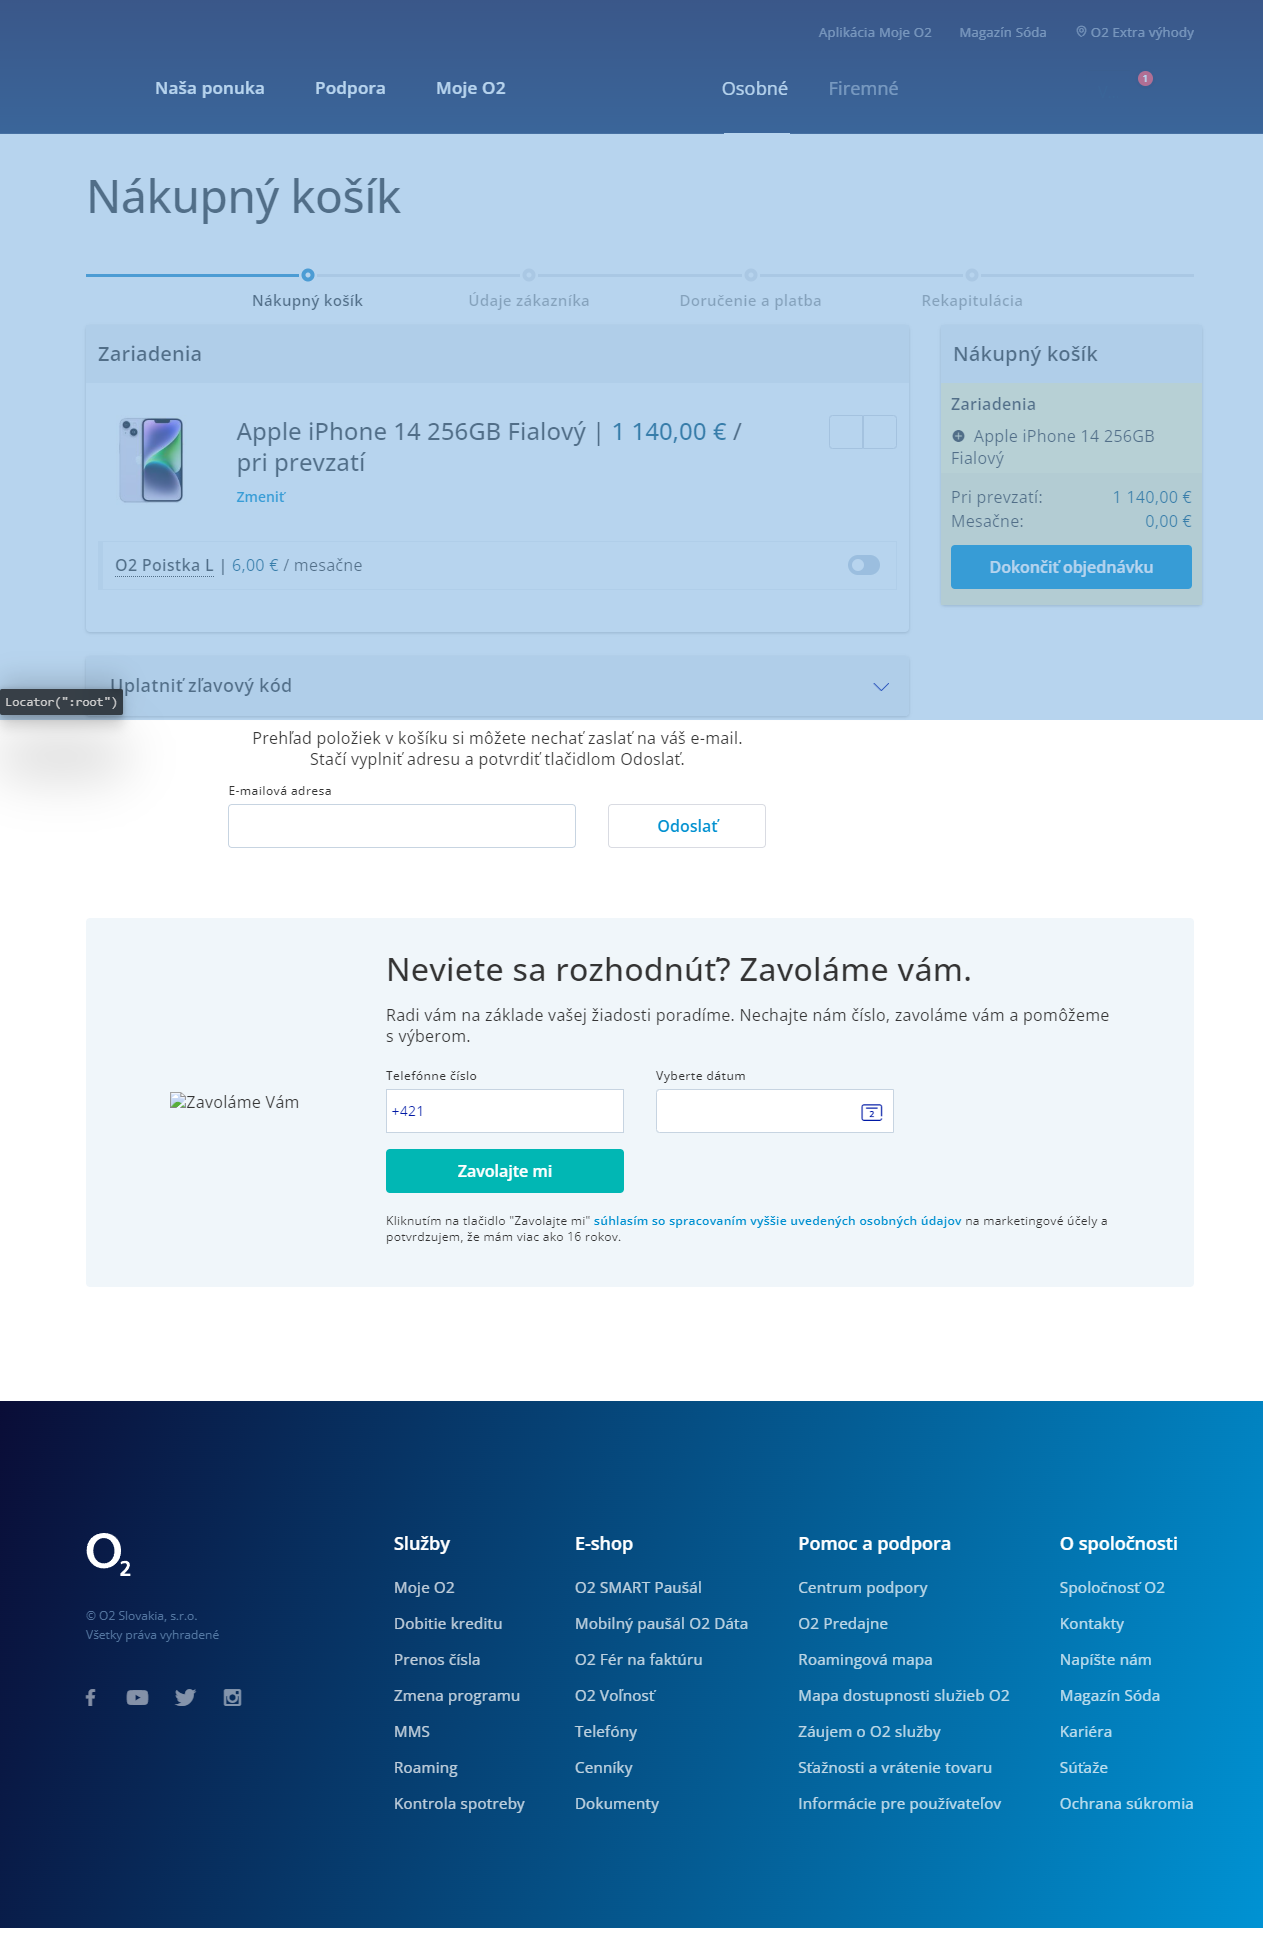 Aplikácia Moje O2 Magazín Sóda O2 Extra výhody
Naša ponuka Podpora Moje O2 Osobné Firemné 1
Nákupný košík
Nákupný košík Údaje zákazníka Doručenie a platba Rekapitulácia
Zariadenia
Apple iPhone 14 256GB Fialový | 1 140,00 € /
pri prevzatí
Zmeniť
O2 Poistka L | 6,00 € / mesačne
Nákupný košík
Zariadenia
Apple iPhone 14 256GB
Fialový
Pri prevzatí: 1 140,00 €
Mesačne: 0,00 €
Dokončiť objednávku
Uplatniť zľavový kód
Locator(":root")
Prehľad položiek v košíku si môžete nechať zaslať na váš e-mail.
Stačí vyplniť adresu a potvrdiť tlačidlom Odoslať.
E-mailová adresa
Odoslať
Neviete sa rozhodnúť? Zavoláme vám.
Radi vám na základe vašej žiadosti poradíme. Nechajte nám číslo, zavoláme vám a pomôžeme
s výberom.
Zavoláme Vám
Telefónne číslo Vyberte dátum
+421 2
Zavolajte mi
Kliknutím na tlačidlo "Zavolajte mi" súhlasím so spracovaním vyššie uvedených osobných údajov na marketingové účely a
potvrdzujem, že mám viac ako 16 rokov.
O2
© O2 Slovakia, s.r.o.
Všetky práva vyhradené
Služby
Moje O2
Dobitie kreditu
Prenos čísla
Zmena programu
MMS
Roaming
Kontrola spotreby
E-shop
O2 SMART Paušál
Mobilný paušál O2 Dáta
O2 Fér na faktúru
O2 Voľnosť
Telefóny
Cenníky
Dokumenty
Pomoc a podpora
Centrum podpory
O2 Predajne
Roamingová mapa
Mapa dostupnosti služieb O2
Záujem o O2 služby
Sťažnosti a vrátenie tovaru
Informácie pre používateľov
O spoločnosti
Spoločnosť O2
Kontakty
Napíšte nám
Magazín Sóda
Kariéra
Súťaže
Ochrana súkromia